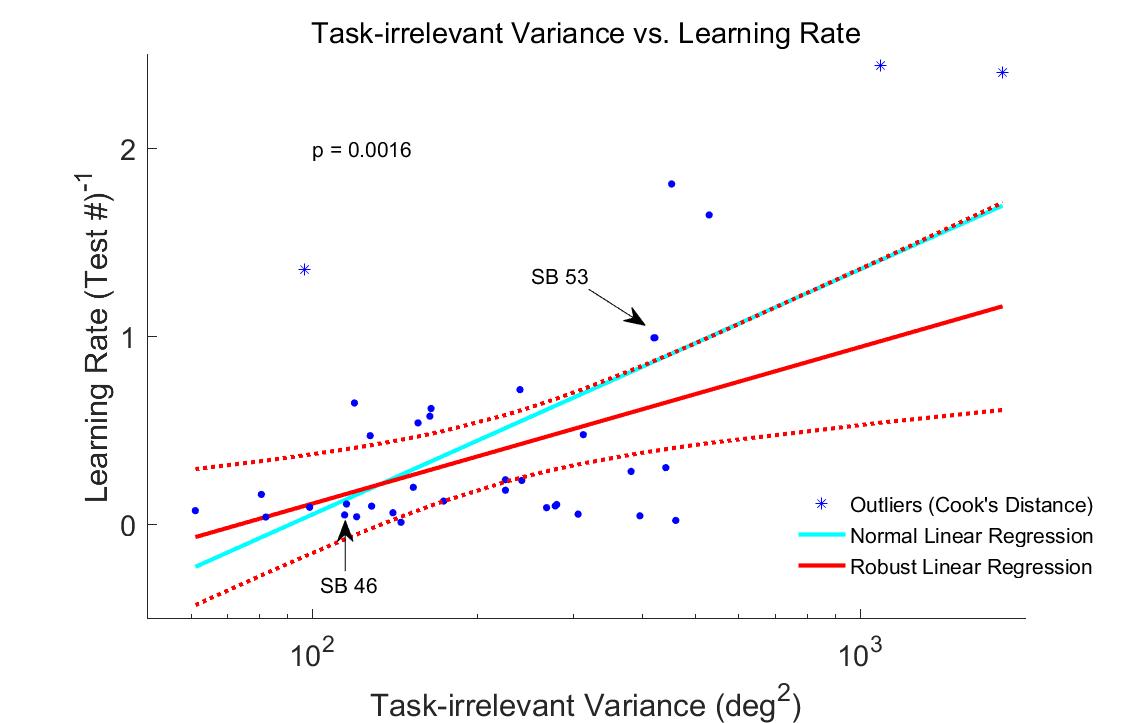 Task-irrelevant Variance vs. Learning Rate
p = 0.0016
SB 53
SB 46
Learning Rate (Test #)⁻¹
2
1
0
Outliers (Cook's Distance)
Normal Linear Regression
Robust Linear Regression
10²
10³
Task-irrelevant Variance (deg²)